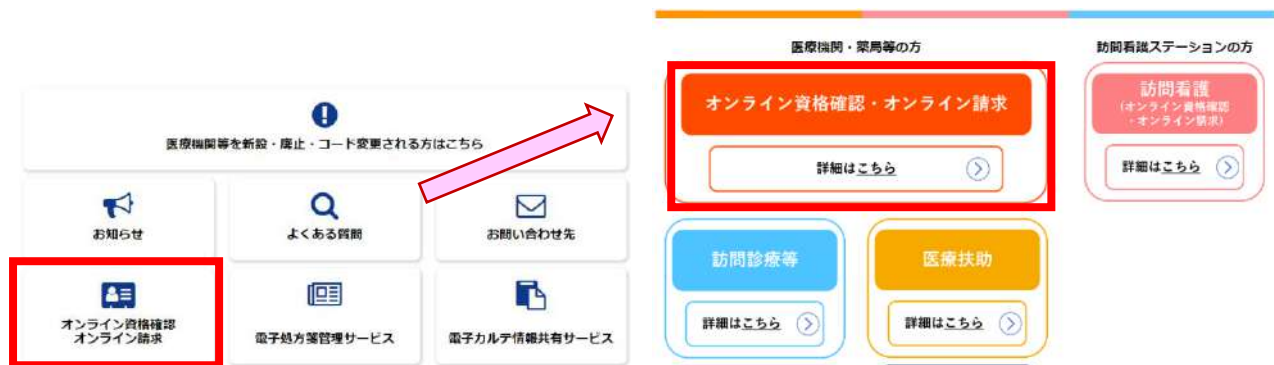 医療機関等を新設・廃止・コード変更される方はこちら
お知らせ
よくある質問
お問い合わせ先
オンライン資格確認
オンライン請求
電子処方箋管理サービス
電子カルテ情報共有サービス
医療機関・薬局等の方
訪問看護ステーションの方
オンライン資格確認・オンライン請求
詳細はこちら
訪問看護
(オンライン資格確認
・オンライン請求)
詳細はこちら
訪問診療等
医療扶助
詳細はこちら
詳細はこちら